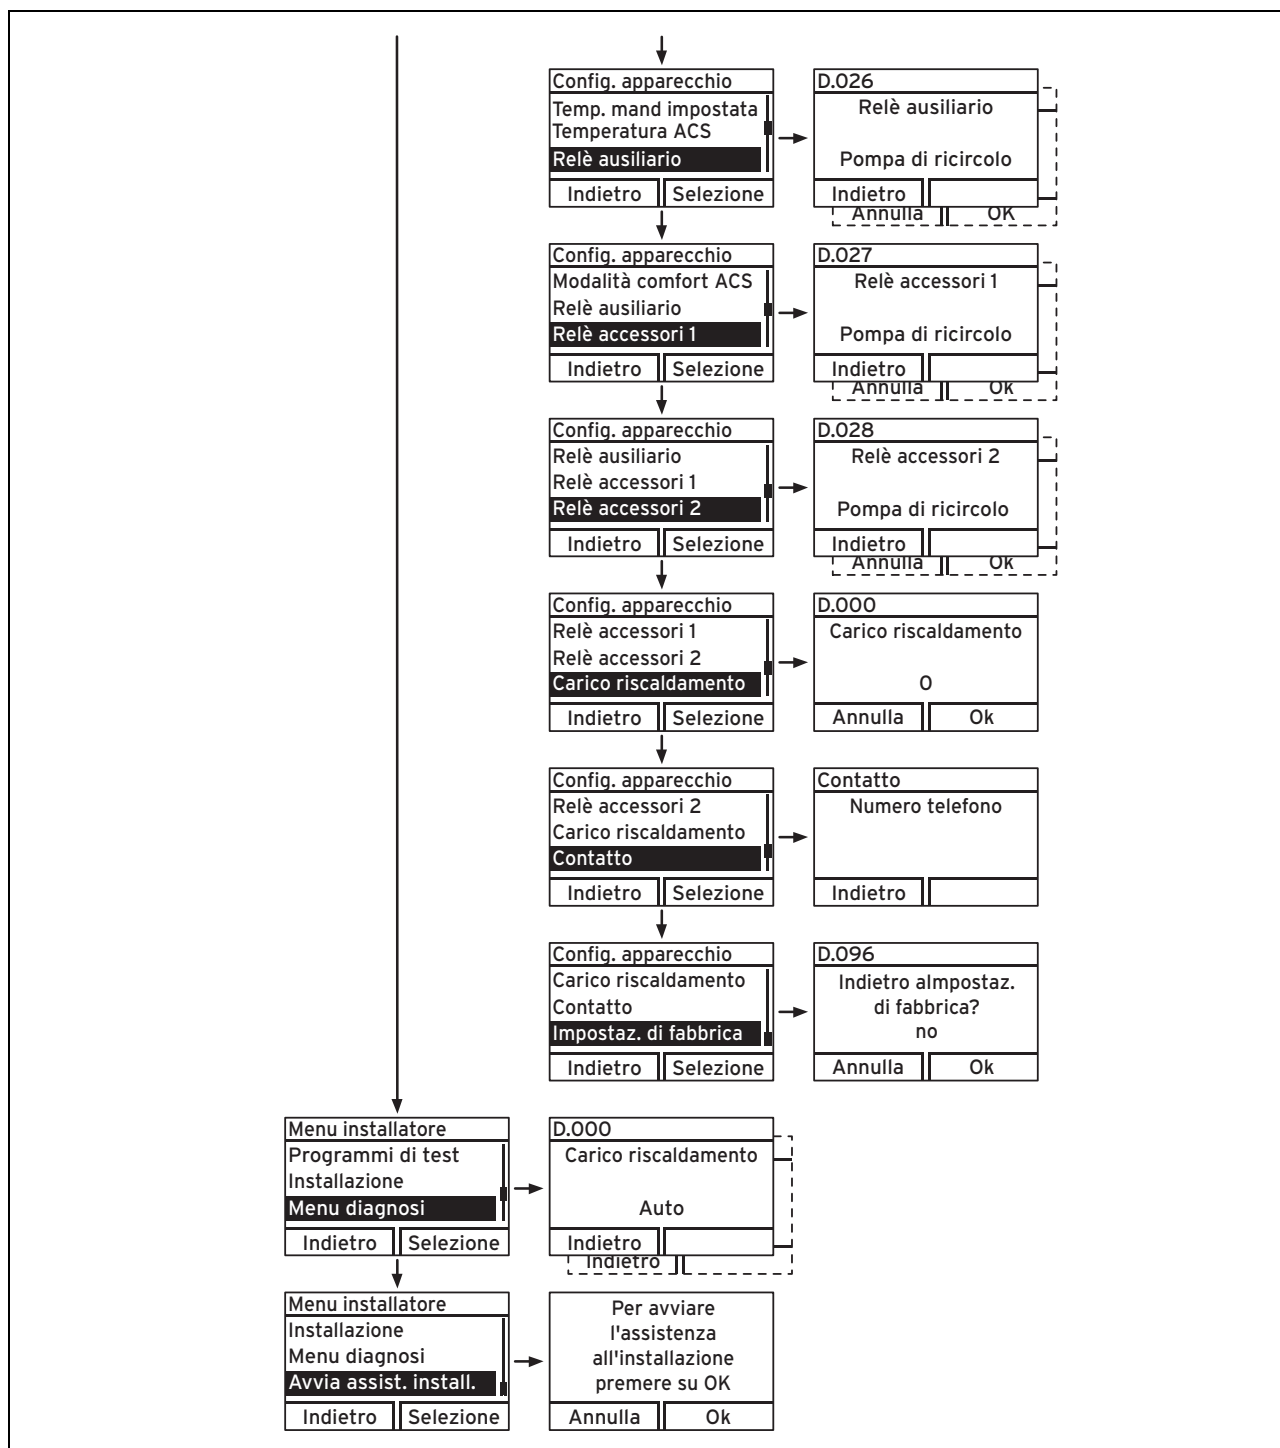 Config. apparecchio
Temp. mand impostata
Temperatura ACS
Relè ausiliario
Indietro Selezione
D.026
Relè ausiliario
Pompa di ricircolo
Indietro
Annulla OK
Config. apparecchio
Modalità comfort ACS
Relè ausiliario
Relè accessori 1
Indietro Selezione
D.027
Relè accessori 1
Pompa di ricircolo
Indietro
Annulla Ok
Config. apparecchio
Relè ausiliario
Relè accessori 1
Relè accessori 2
Indietro Selezione
D.028
Relè accessori 2
Pompa di ricircolo
Indietro
Annulla Ok
Config. apparecchio
Relè accessori 1
Relè accessori 2
Carico riscaldamento
Indietro Selezione
D.000
Carico riscaldamento
0
Annulla Ok
Config. apparecchio
Relè accessori 2
Carico riscaldamento
Contatto
Indietro Selezione
Contatto
Numero telefono
Indietro
Config. apparecchio
Carico riscaldamento
Contatto
Impostaz. di fabbrica
Indietro Selezione
D.096
Indietro aImpostaz.
di fabbrica?
no
Annulla Ok
Menu installatore
Programmi di test
Installazione
Menu diagnosi
Indietro Selezione
D.000
Carico riscaldamento
Auto
Indietro
Indietro
Menu installatore
Installazione
Menu diagnosi
Avvia assist. install.
Indietro Selezione
Per avviare
l'assistenza
all'installazione
premere su OK
Annulla Ok